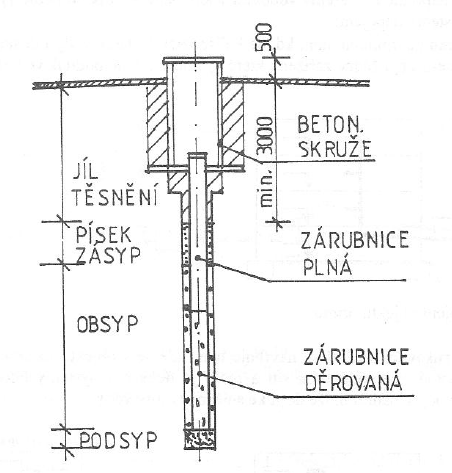 500
BETON.
SKRUŽE
min. 3000
JÍL
TĚSNĚNÍ
PÍSEK
ZÁSYP
ZÁRUBNICE
PLNÁ
OBSYP
ZÁRUBNICE
DĚROVANÁ
PODSYP